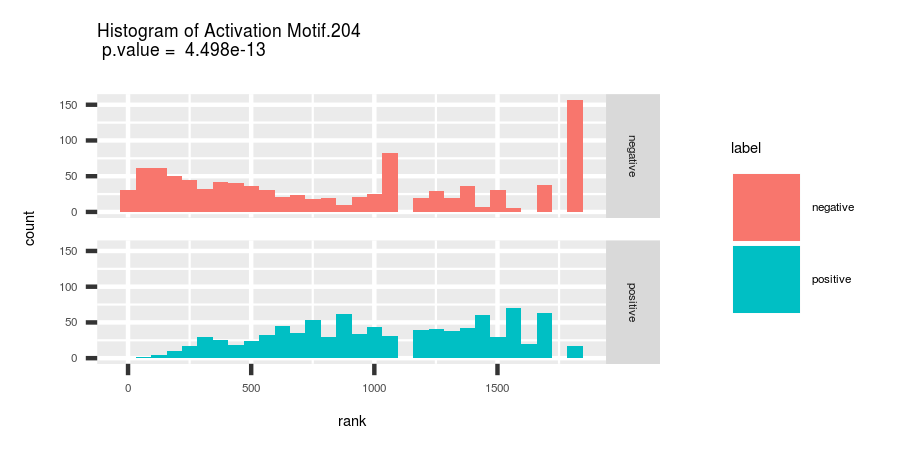 Histogram of Activation Motif.204
p.value = 4.498e-13
150
100
50
0
negative
150
100
50
0
positive
0 500 1000 1500
rank
count
label
negative
positive